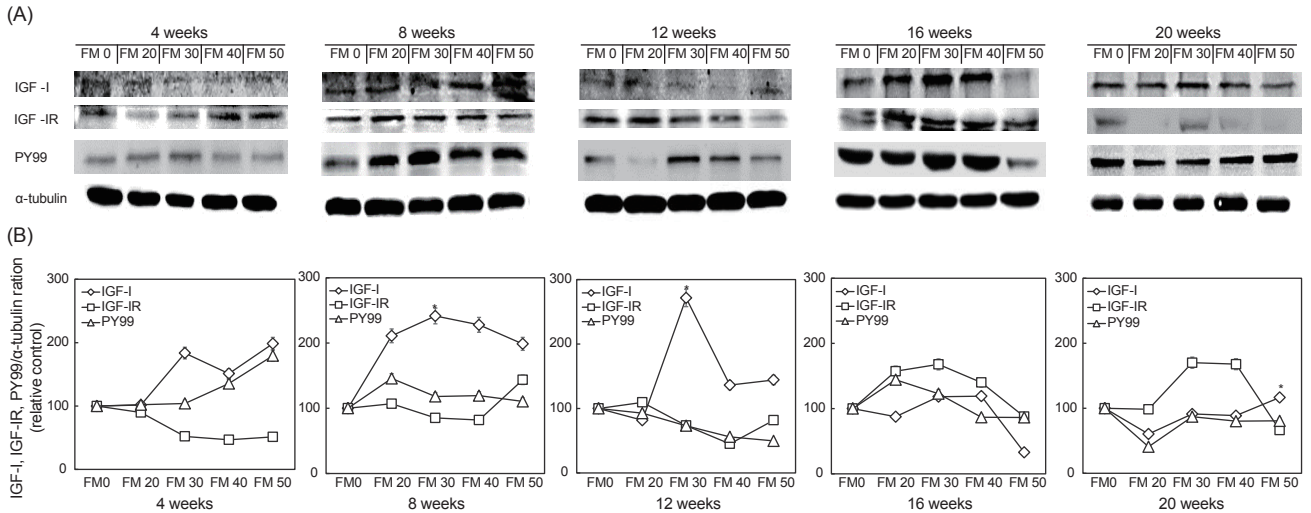 (A)
4 weeks
FM 0 FM 20 FM 30 FM 40 FM 50
8 weeks
FM 0 FM 20 FM 30 FM 40 FM 50
12 weeks
FM 0 FM 20 FM 30 FM 40 FM 50
16 weeks
FM 0 FM 20 FM 30 FM 40 FM 50
20 weeks
FM 0 FM 20 FM 30 FM 40 FM 50
IGF -I
IGF -IR
PY99
α-tubulin
(B)
IGF-I, IGF-IR, PY99/α-tubulin ration
(relative control)
300
200
100
0
IGF-I
IGF-IR
PY99
FM0 FM 20 FM 30 FM 40 FM 50
4 weeks
300
200
100
0
IGF-I
IGF-IR
PY99
*
FM0 FM 20 FM 30 FM 40 FM 50
8 weeks
300
200
100
0
IGF-I
IGF-IR
PY99
*
FM0 FM 20 FM 30 FM 40 FM 50
12 weeks
300
200
100
0
IGF-I
IGF-IR
PY99
FM0 FM 20 FM 30 FM 40 FM 50
16 weeks
300
200
100
0
IGF-I
IGF-IR
PY99
*
FM0 FM 20 FM 30 FM 40 FM 50
20 weeks